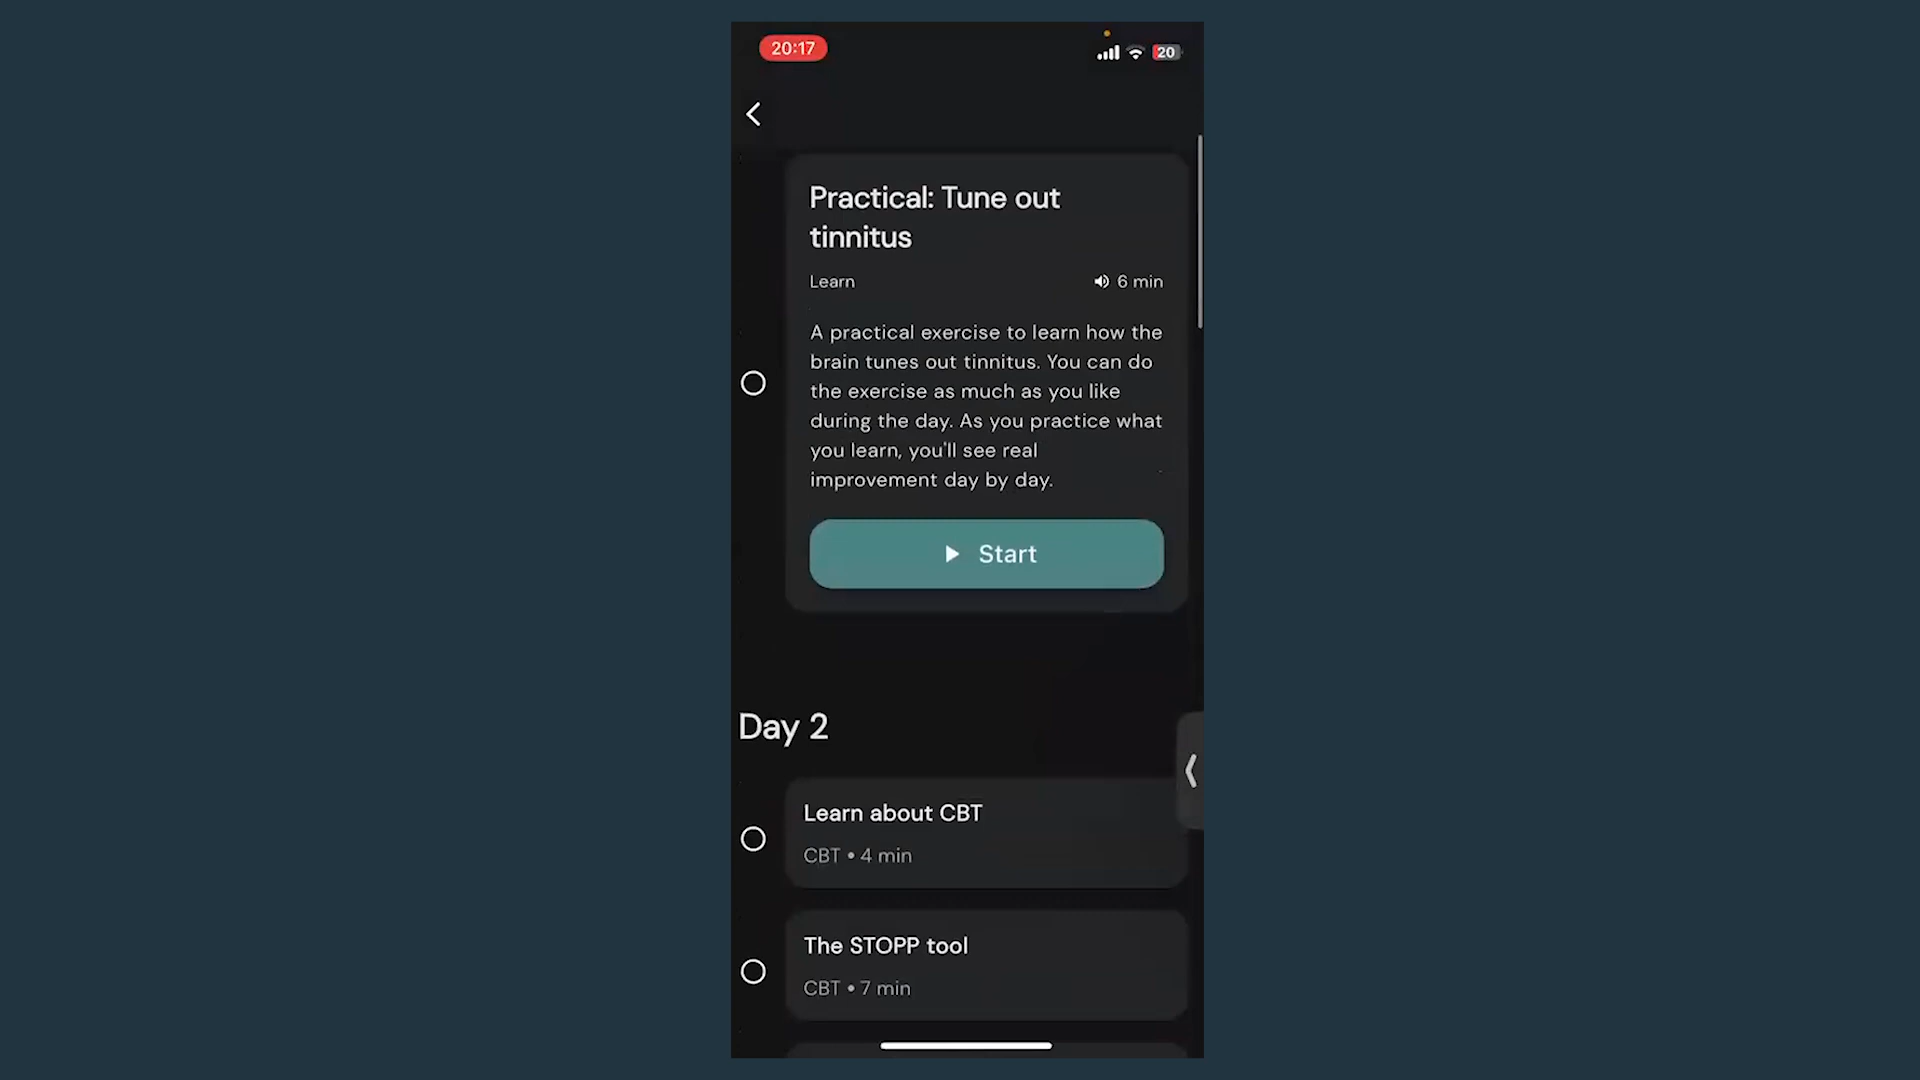 20:17
20
Practical: Tune out
tinnitus
Learn
6 min
A practical exercise to learn how the
brain tunes out tinnitus. You can do
the exercise as much as you like
during the day. As you practice what
you learn, you'll see real
improvement day by day.
Start
Day 2
Learn about CBT
CBT • 4 min
The STOPP tool
CBT • 7 min